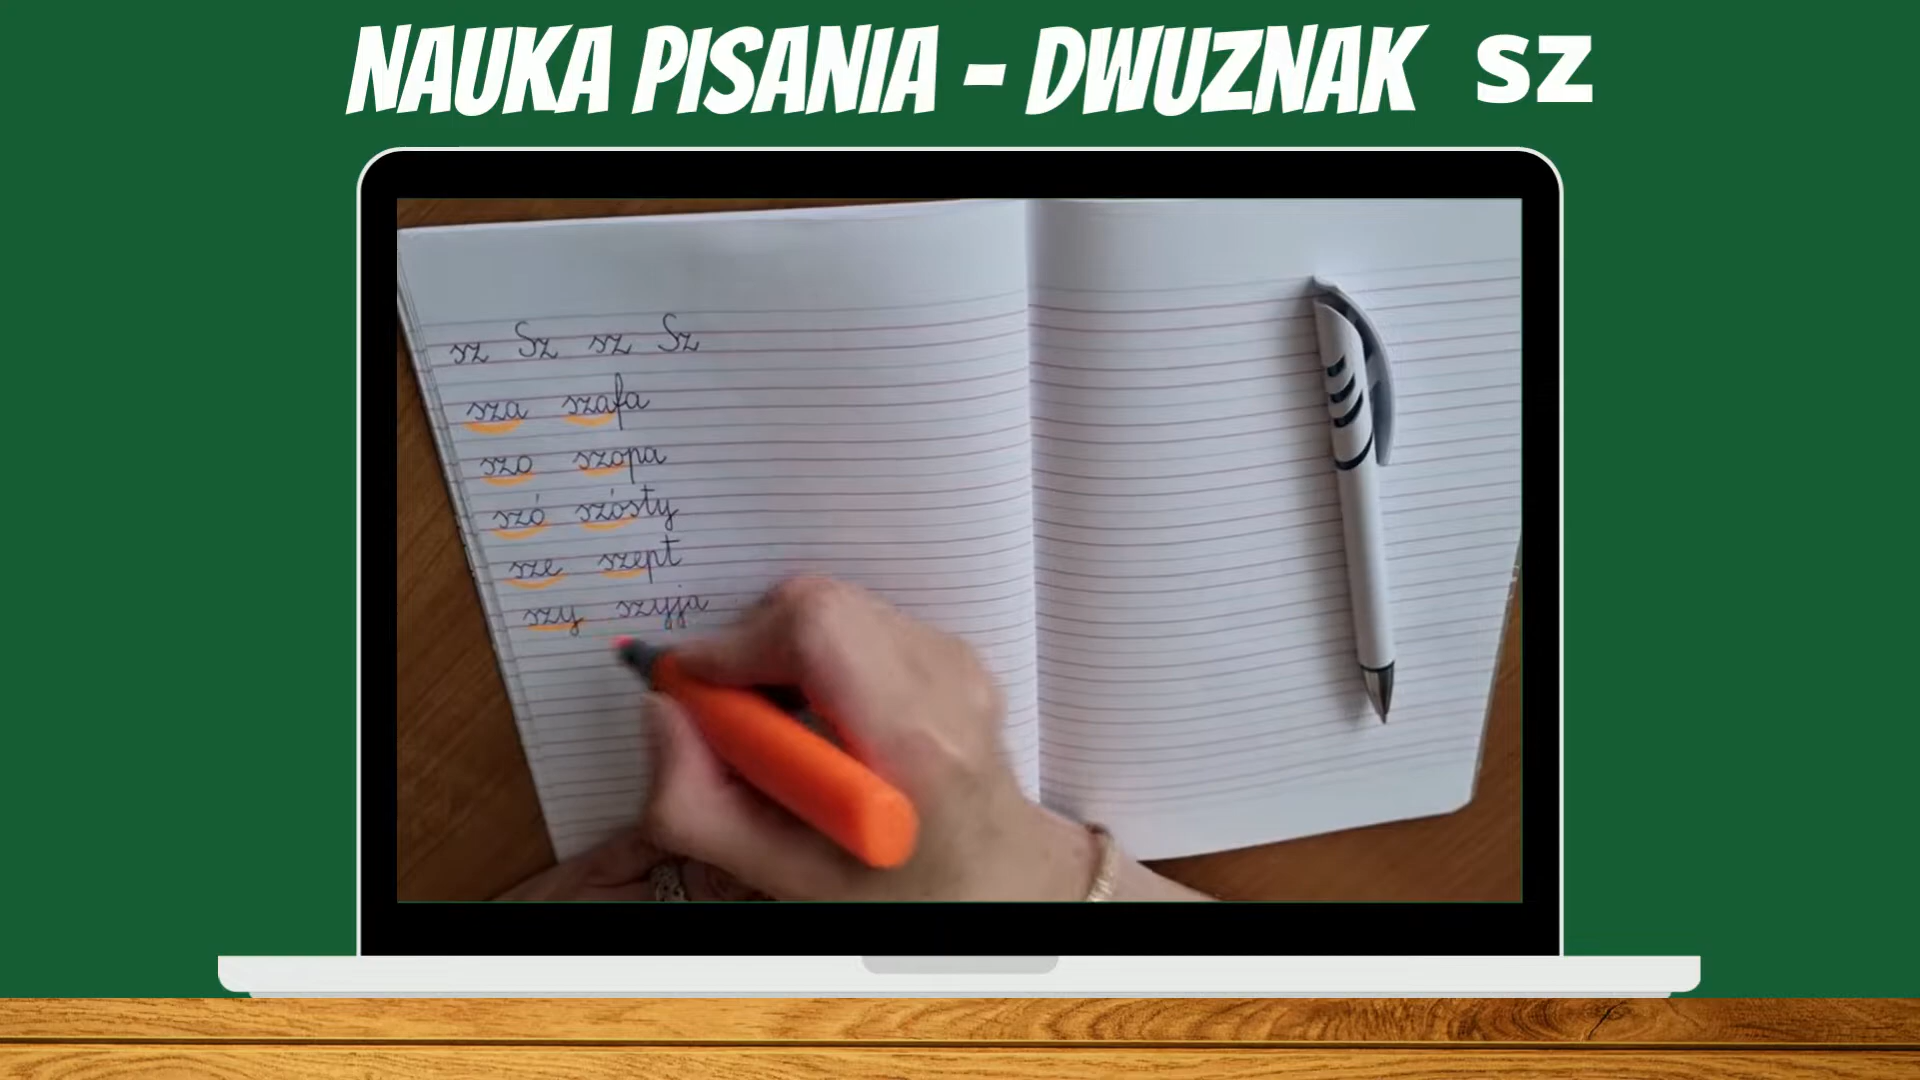 NAUKA PISANIA - DWUZNAK sz
sz Sz sz Sz
sza szafa
szo szopa
szó szósty
sze szept
szy szyja